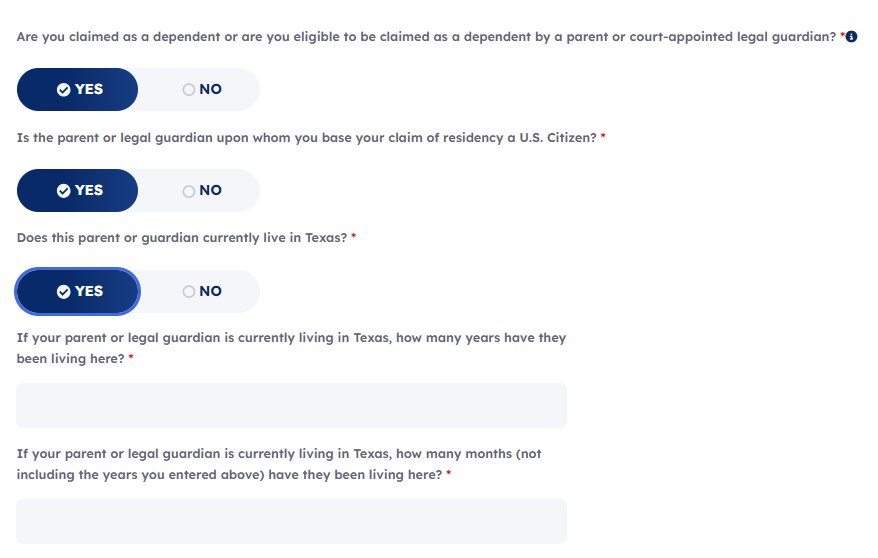 Are you claimed as a dependent or are you eligible to be claimed as a dependent by a parent or court-appointed legal guardian? *
YES NO
Is the parent or legal guardian upon whom you base your claim of residency a U.S. Citizen? *
YES NO
Does this parent or guardian currently live in Texas? *
YES NO
If your parent or legal guardian is currently living in Texas, how many years have they
been living here? *
If your parent or legal guardian is currently living in Texas, how many months (not
including the years you entered above) have they been living here? *